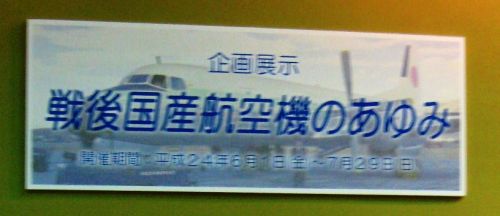 企画展示
戦後国産航空機のあゆみ
開催期間：平成24年6月1日(金)～7月29日(日)